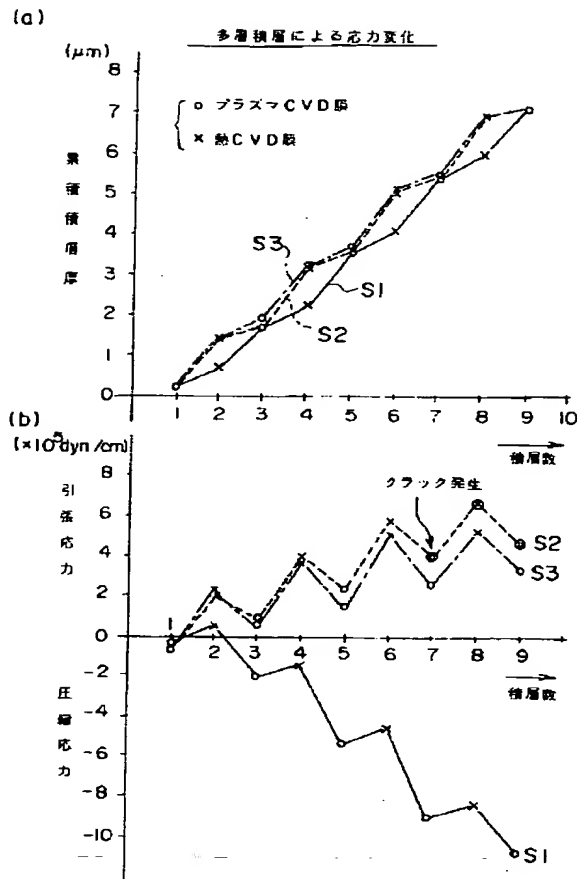 (a)
多層積層による応力変化
(μm)
8
7
6
5
4
3
2
1
0
累積積層厚
○ プラズマCVD膜
× 熱CVD膜
S3
S1
S2
1 2 3 4 5 6 7 8 9 10
積層数
(b)
(×10⁵dyn/cm)
8
6
4
2
0
-2
-4
-6
-8
-10
引張応力
圧縮応力
クラック発生
S2
S3
1
2 3 4 5 6 7 8 9
積層数
S1